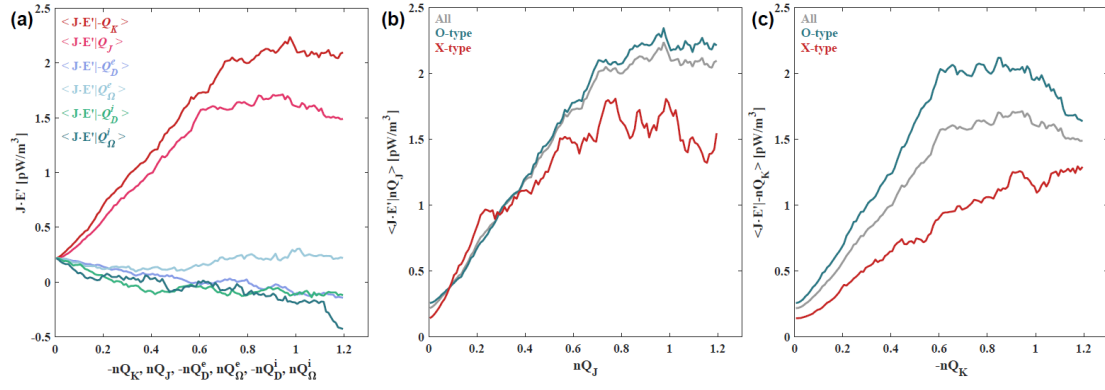 (a)
< J·E'|-Q_K >
< J·E'|Q_J >
< J·E'|-Q_D^e >
< J·E'|Q_Ω^e >
< J·E'|-Q_D^i >
< J·E'|Q_Ω^i >
J·E' [pW/m³]
2.5
2
1.5
1
0.5
0
-0.5
0 0.2 0.4 0.6 0.8 1 1.2
-nQ_K, nQ_J, -nQ_D^e, nQ_Ω^e, -nQ_D^i, nQ_Ω^i
(b)
All
O-type
X-type
<J·E'|nQ_J> [pW/m³]
2.5
2
1.5
1
0.5
0
0 0.2 0.4 0.6 0.8 1 1.2
nQ_J
(c)
All
O-type
X-type
<J·E'|-nQ_K> [pW/m³]
2.5
2
1.5
1
0.5
0
0 0.2 0.4 0.6 0.8 1 1.2
-nQ_K